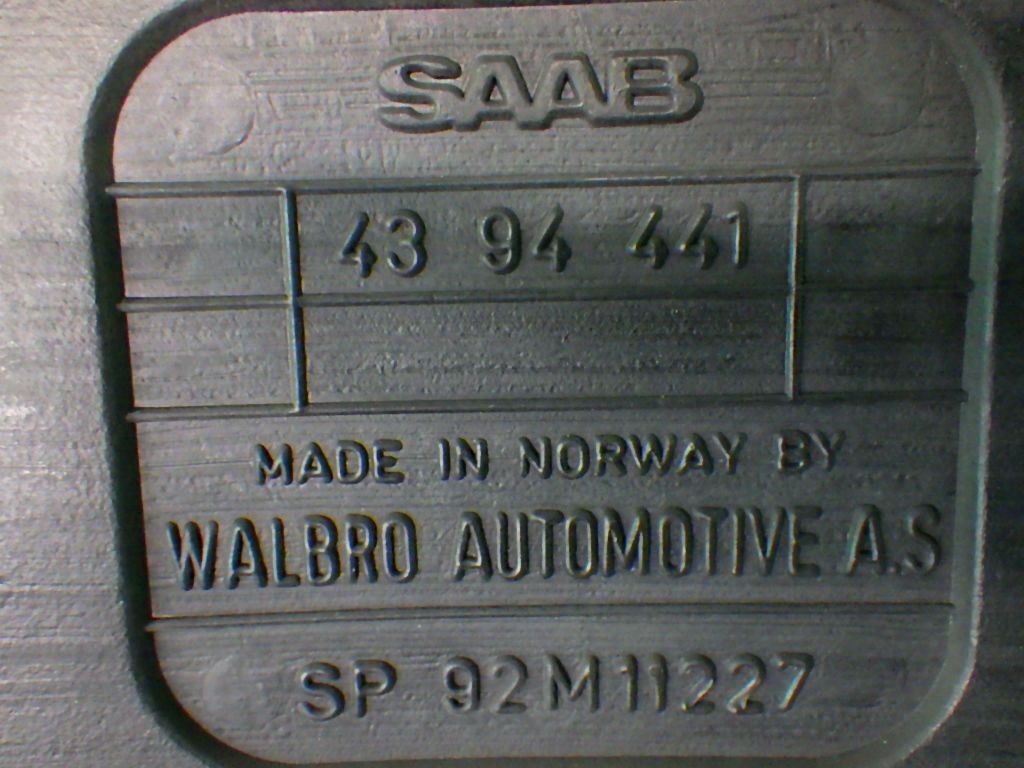 SAAB
43 94 441
MADE IN NORWAY BY
WALBRO AUTOMOTIVE A.S
SP 92M11227